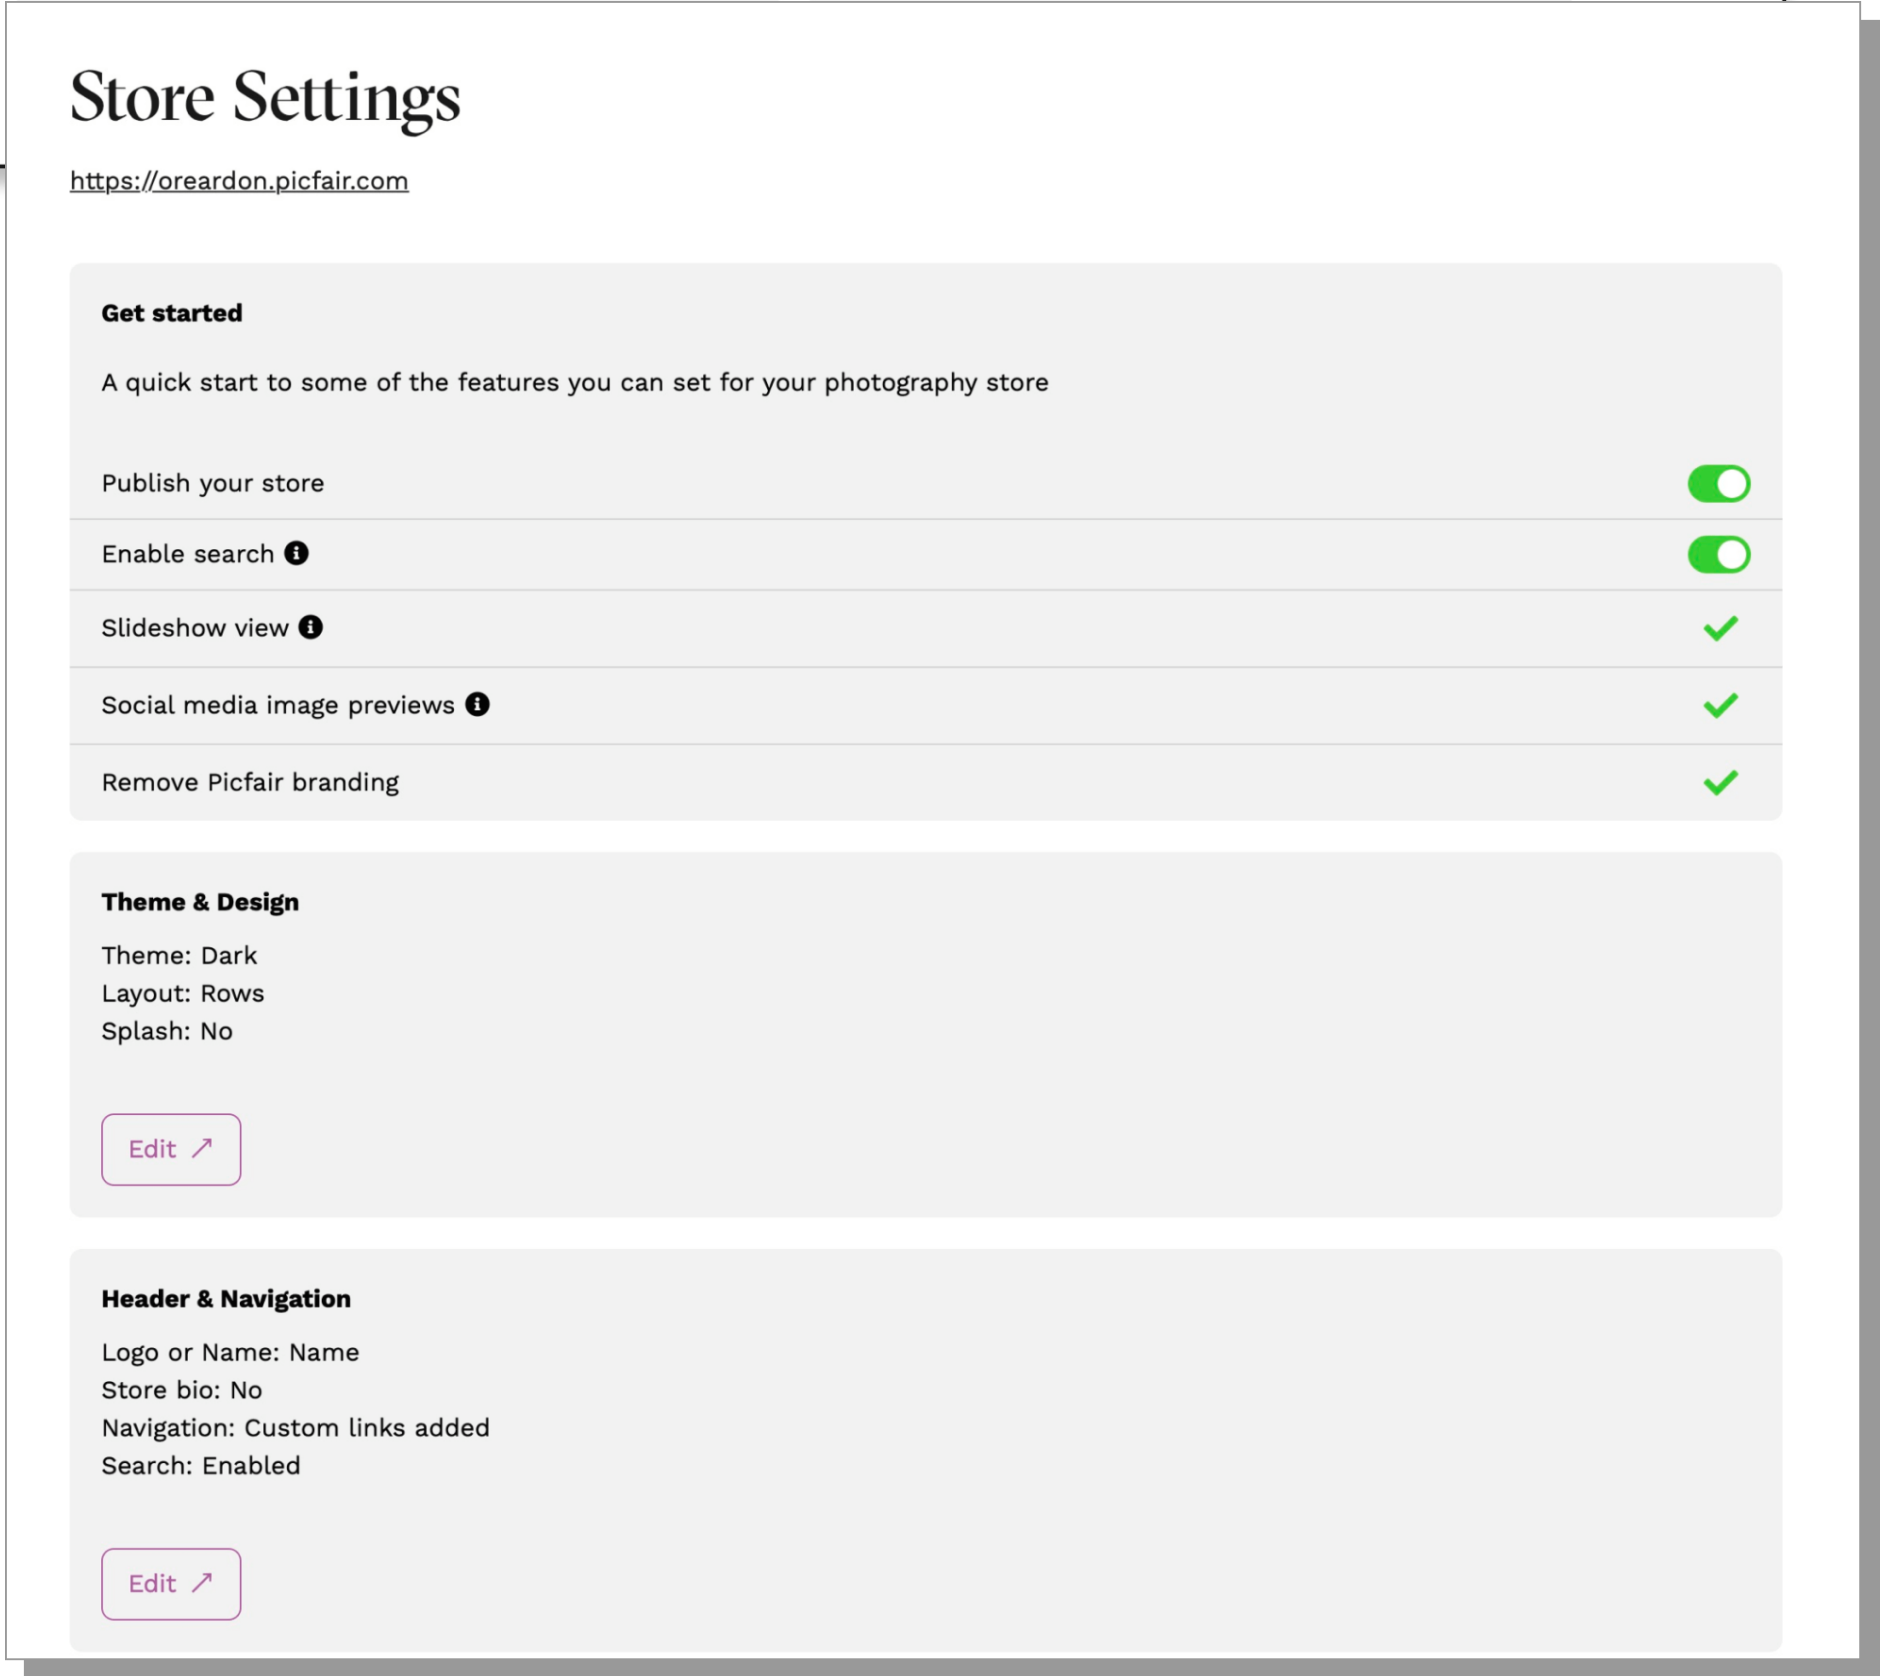 Store Settings
https://oreardon.picfair.com
Get started
A quick start to some of the features you can set for your photography store
Publish your store
Enable search
Slideshow view
Social media image previews
Remove Picfair branding
Theme & Design
Theme: Dark
Layout: Rows
Splash: No
Edit ↗
Header & Navigation
Logo or Name: Name
Store bio: No
Navigation: Custom links added
Search: Enabled
Edit ↗